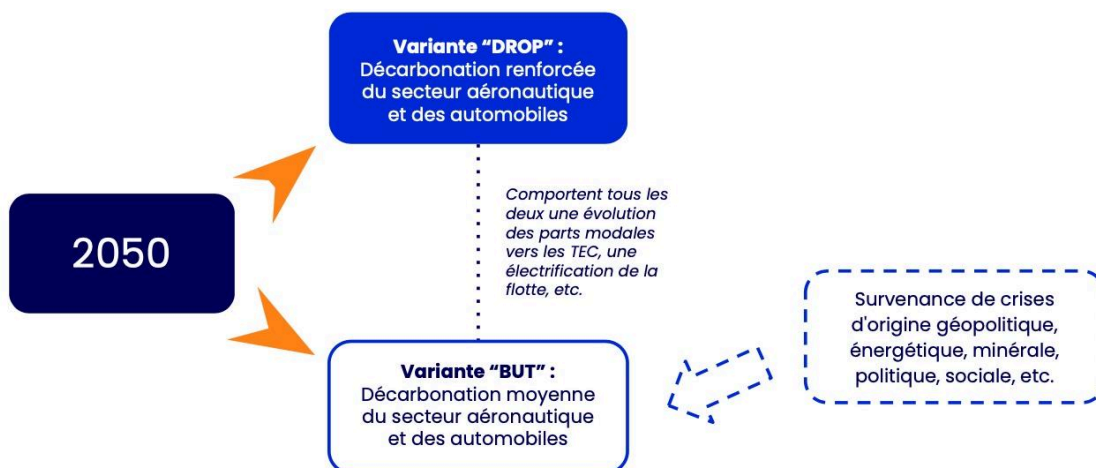 Variante “DROP” :
Décarbonation renforcée
du secteur aéronautique
et des automobiles
2050
Comportent tous les
deux une évolution
des parts modales
vers les TEC, une
électrification de la
flotte, etc.
Variante “BUT” :
Décarbonation moyenne
du secteur aéronautique
et des automobiles
Survenance de crises
d'origine géopolitique,
énergétique, minérale,
politique, sociale, etc.